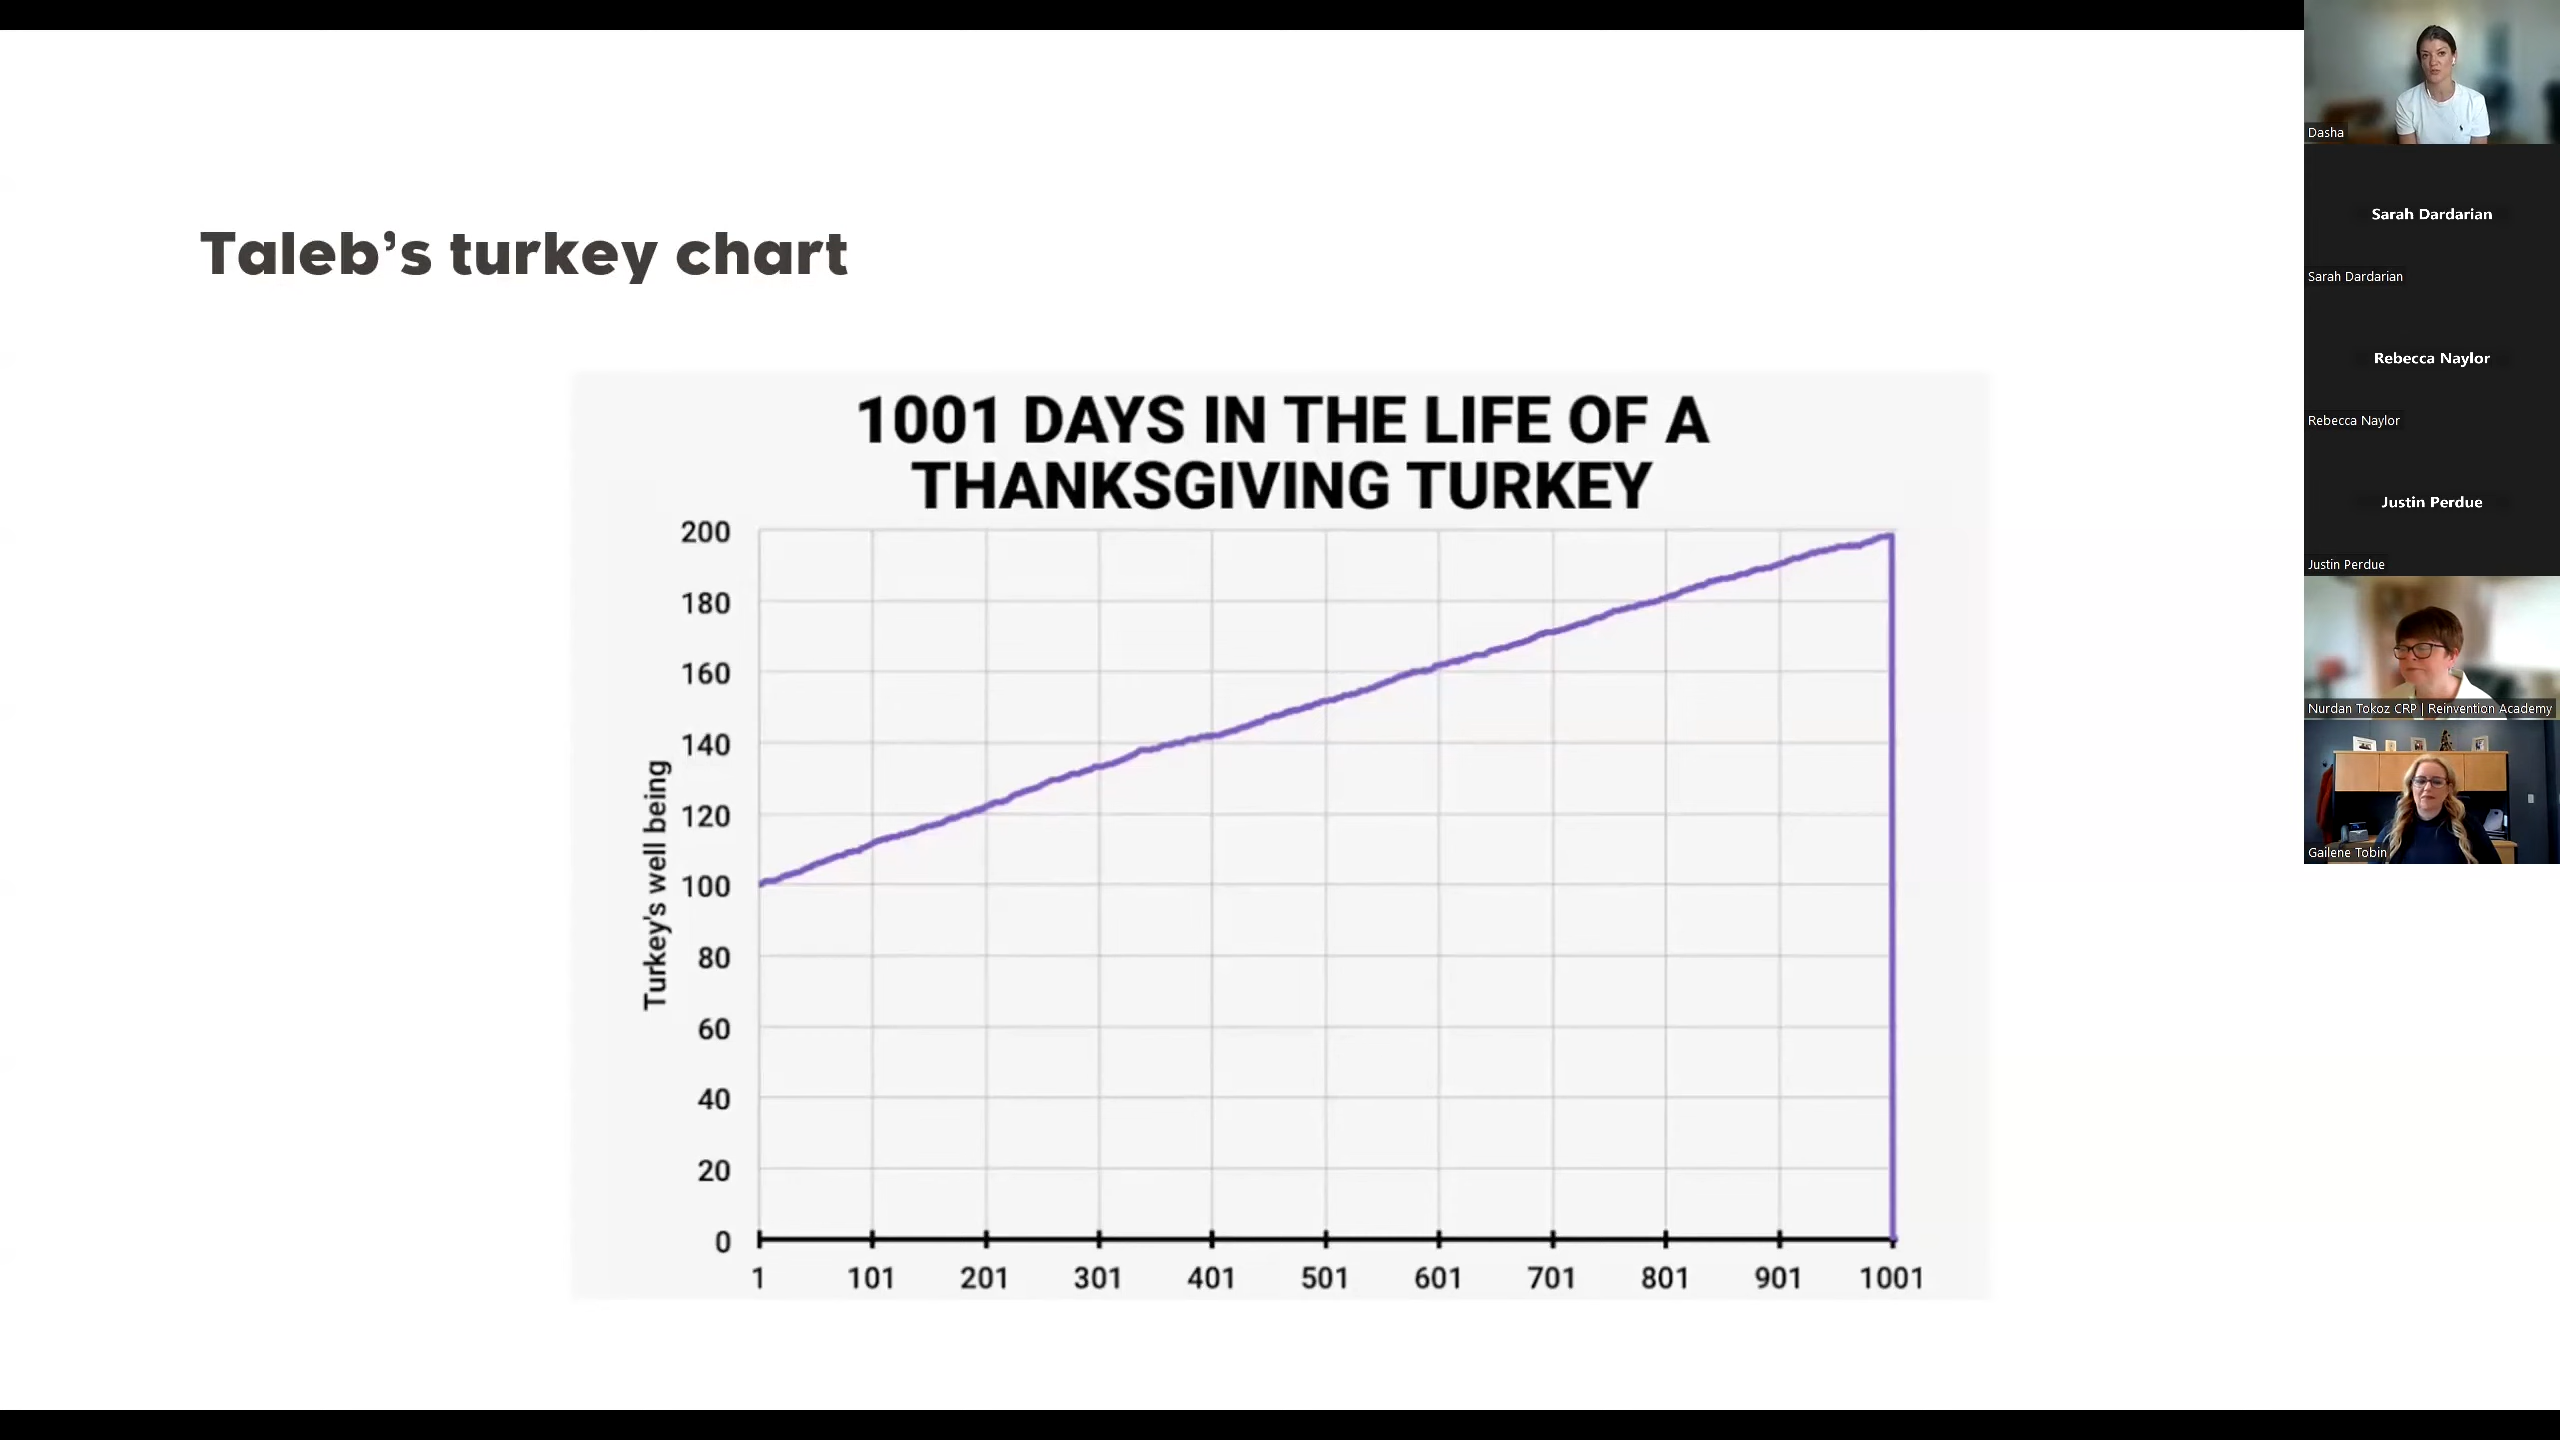 Taleb’s turkey chart
1001 DAYS IN THE LIFE OF A
THANKSGIVING TURKEY
Turkey's well being
200
180
160
140
120
100
80
60
40
20
0
1 101 201 301 401 501 601 701 801 901 1001
Dasha
Sarah Dardarian
Sarah Dardarian
Rebecca Naylor
Rebecca Naylor
Justin Perdue
Justin Perdue
Nurdan Tokoz CRP | Reinvention Academy
Gailene Tobin